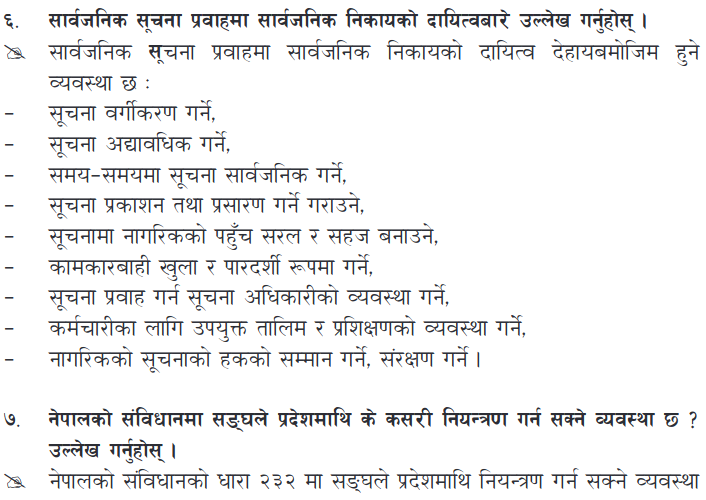 ६. सार्वजनिक सूचना प्रवाहमा सार्वजनिक निकायको दायित्वबारे उल्लेख गर्नुहोस् ।
सार्वजनिक सूचना प्रवाहमा सार्वजनिक निकायको दायित्व देहायबमोजिम हुने
व्यवस्था छ :
– सूचना वर्गीकरण गर्ने,
– सूचना अद्यावधिक गर्ने,
– समय-समयमा सूचना सार्वजनिक गर्ने,
– सूचना प्रकाशन तथा प्रसारण गर्ने गराउने,
– सूचनामा नागरिकको पहुँच सरल र सहज बनाउने,
– कामकारबाही खुला र पारदर्शी रूपमा गर्ने,
– सूचना प्रवाह गर्न सूचना अधिकारीको व्यवस्था गर्ने,
– कर्मचारीका लागि उपयुक्त तालिम र प्रशिक्षणको व्यवस्था गर्ने,
– नागरिकको सूचनाको हकको सम्मान गर्ने, संरक्षण गर्ने ।
७. नेपालको संविधानमा सङ्घले प्रदेशमाथि के कसरी नियन्त्रण गर्न सक्ने व्यवस्था छ ?
उल्लेख गर्नुहोस् ।
नेपालको संविधानको धारा २३२ मा सङ्घले प्रदेशमाथि नियन्त्रण गर्न सक्ने व्यवस्था